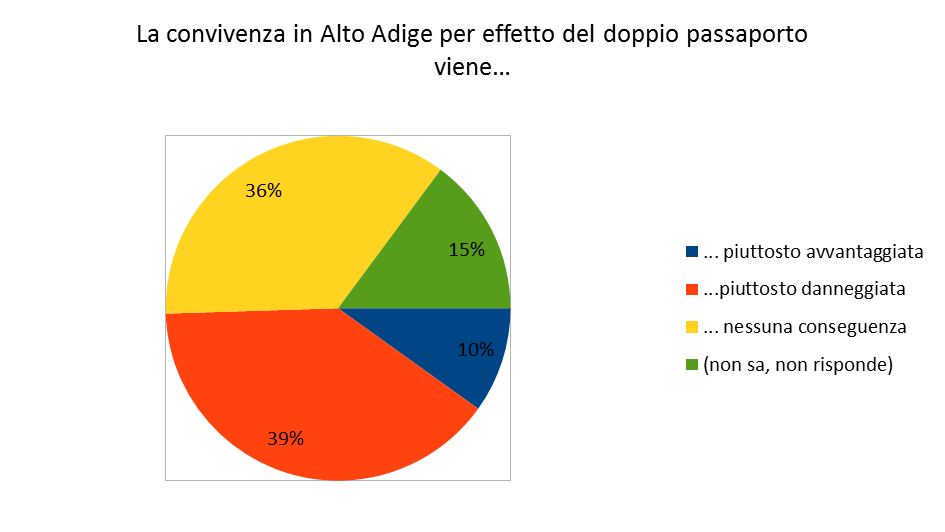 La convivenza in Alto Adige per effetto del doppio passaporto
viene...
36%
15%
10%
39%
... piuttosto avvantaggiata
...piuttosto danneggiata
... nessuna conseguenza
(non sa, non risponde)